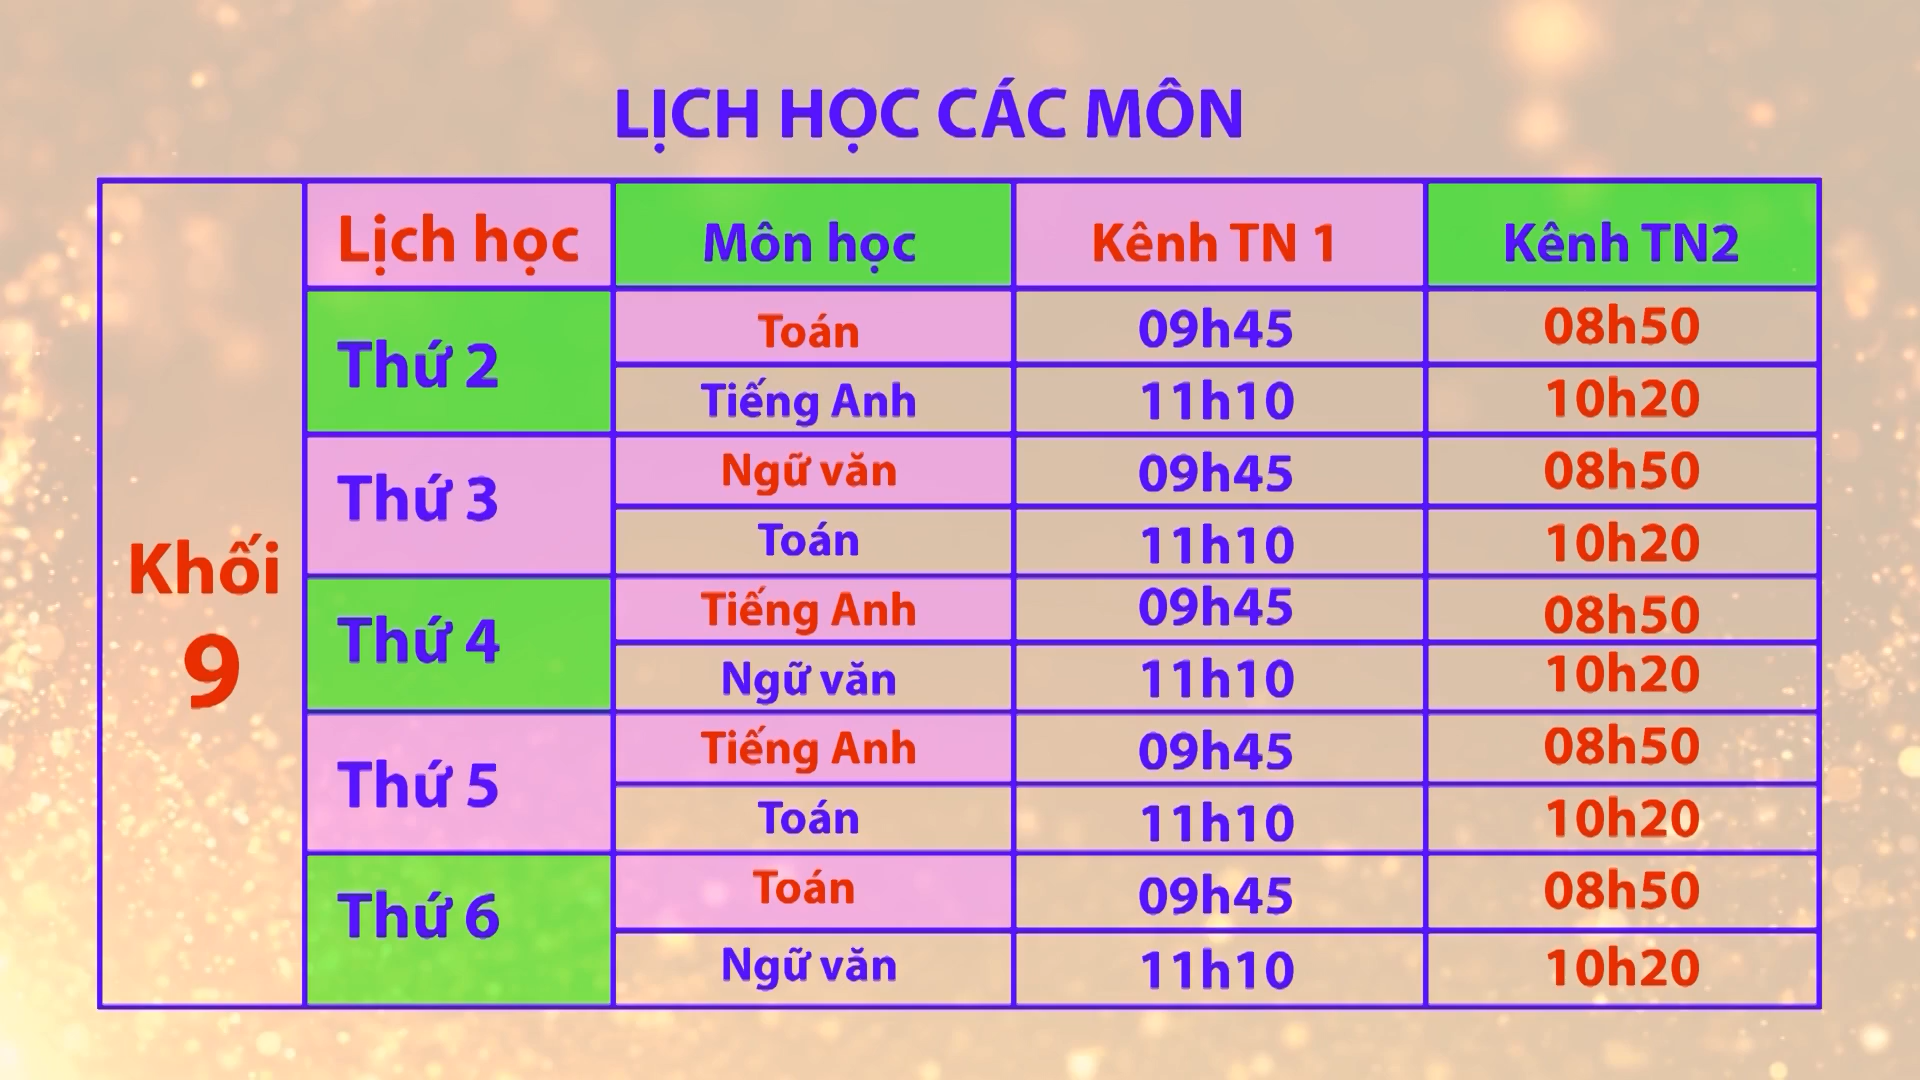 LỊCH HỌC CÁC MÔN
Lịch học Môn học Kênh TN 1 Kênh TN2
Khối
9
Thứ 2
Toán 09h45 08h50
Tiếng Anh 11h10 10h20
Thứ 3
Ngữ văn 09h45 08h50
Toán 11h10 10h20
Thứ 4
Tiếng Anh 09h45 08h50
Ngữ văn 11h10 10h20
Thứ 5
Tiếng Anh 09h45 08h50
Toán 11h10 10h20
Thứ 6
Toán 09h45 08h50
Ngữ văn 11h10 10h20